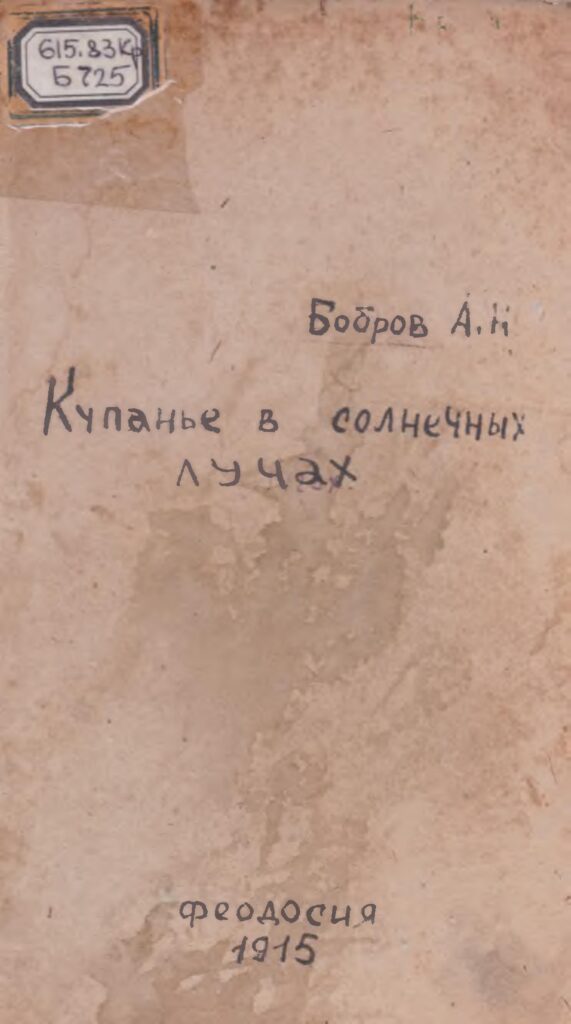 615.83Кр
Б725
Бобров А.Н
Купанье в солнечных
лучах
Феодосия
1915